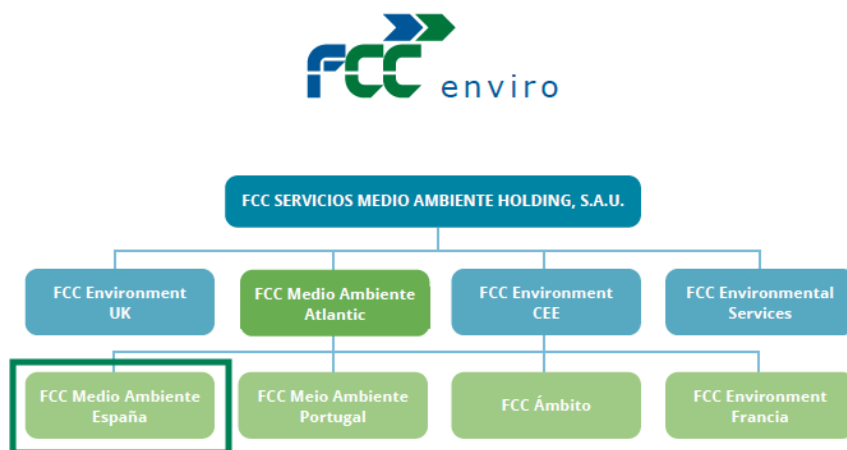 FCC enviro
FCC SERVICIOS MEDIO AMBIENTE HOLDING, S.A.U.
FCC Environment
UK
FCC Medio Ambiente
Atlantic
FCC Environment
CEE
FCC Environmental
Services
FCC Medio Ambiente
España
FCC Meio Ambiente
Portugal
FCC Ámbito
FCC Environment
Francia